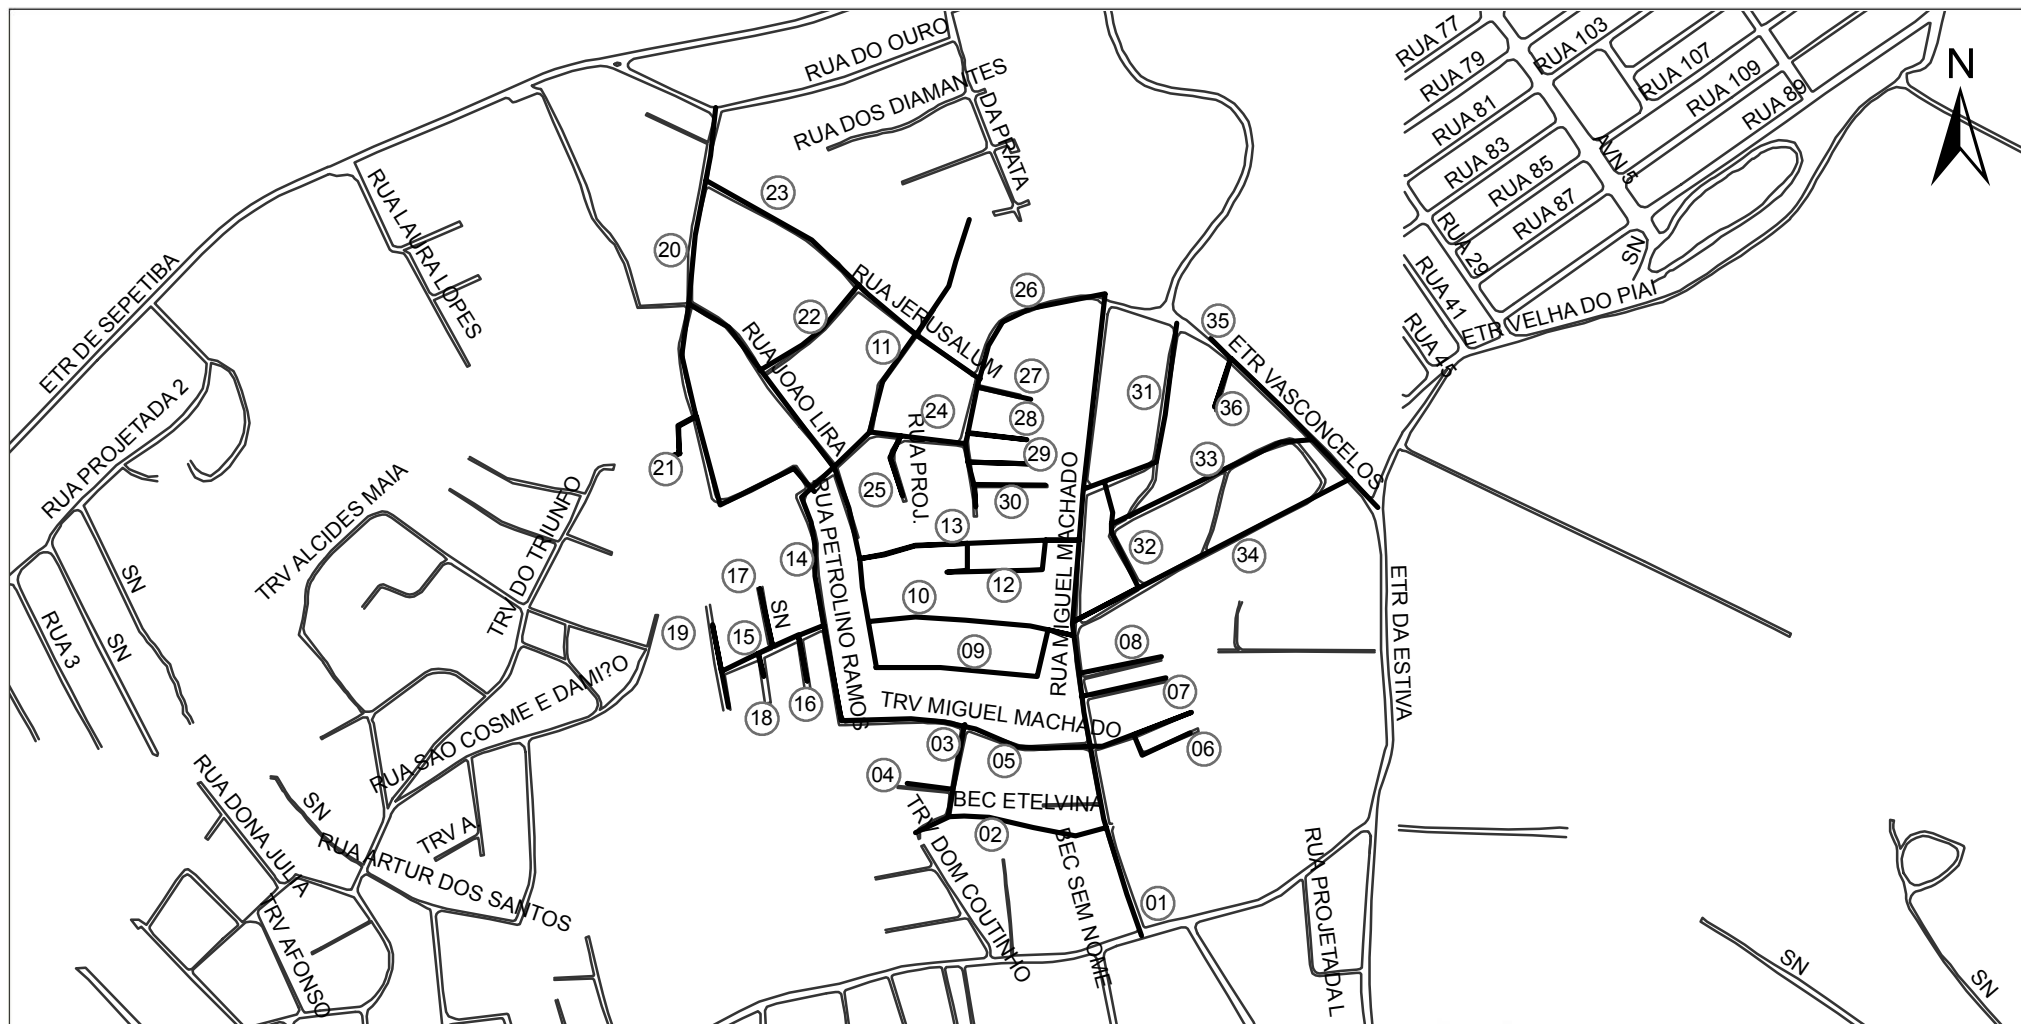 RUA DO OURO
RUA DOS DIAMANTES
DA PRATA
RUA 77
RUA 79
RUA 81
RUA 83
RUA 85
RUA 87
RUA 103
RUA 107
RUA 109
RUA 89
AVN 5
RUA 29
RUA 41
RUA 45
SN
ETR VELHA DO PIAI
N
RUA LAURA LOPES
ETR DE SEPETIBA
RUA PROJETADA 2
23
20
22
RUA JERUSALUM
26
11
RUA JOAO LIRA
27
28
24
RUA PROJ.
29
25
30
21
31
35
ETR VASCONCELOS
36
33
RUA MIGUEL MACHADO
13
32
34
14
RUA PETROLINO RAMOS
12
10
17
SN
19
15
16
18
09
08
07
TRV MIGUEL MACHADO
06
03
05
04
BEC ETELVINA
02
TRV DOM COUTINHO
BEC SEM NOME
01
ETR DA ESTIVA
RUA PROJETADA L
TRV ALCIDES MAIA
TRV DO TRIUNFO
SN
SN
RUA 3
RUA SAO COSME E DAMI?O
RUA DONA JULIA
SN
TRV A
RUA ARTUR DOS SANTOS
TRV AFONSO
SN
SN